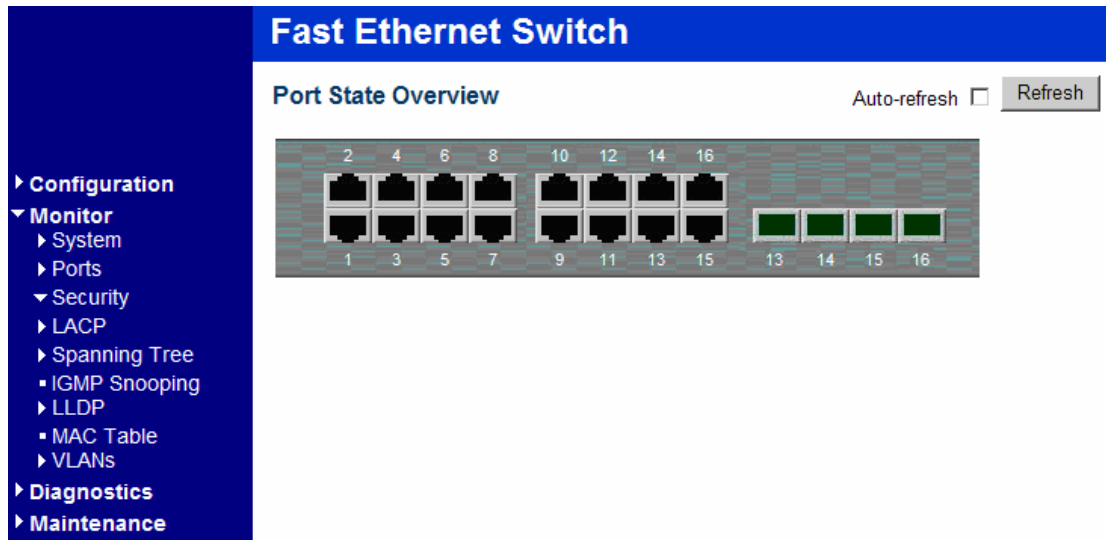 Fast Ethernet Switch
Port State Overview
Auto-refresh Refresh
2 4 6 8 10 12 14 16
1 3 5 7 9 11 13 15 13 14 15 16
Configuration
Monitor
System
Ports
Security
LACP
Spanning Tree
IGMP Snooping
LLDP
MAC Table
VLANs
Diagnostics
Maintenance